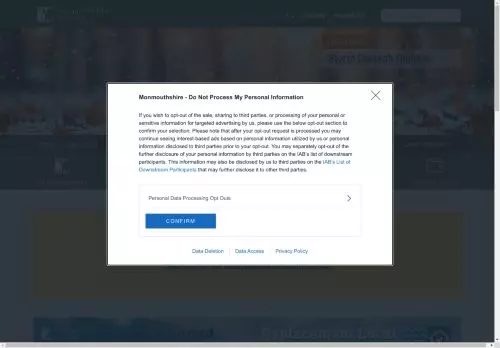 Monmouthshire - Do Not Process My Personal Information
If you wish to opt-out of the sale, sharing to third parties, or processing of your personal or
sensitive information for targeted advertising by us, please use the below opt-out section to
confirm your selection. Please note that after your opt-out request is processed you may
continue seeing interest-based ads based on personal information utilized by us or personal
information disclosed to third parties prior to your opt-out. You may separately opt-out of the
further disclosure of your personal information by third parties on the IAB's list of downstream
participants. This information may also be disclosed by us to third parties on the IAB's List of
Downstream Participants that may further disclose it to other third parties.
Personal Data Processing Opt Outs
CONFIRM
Data Deletion
Data Access
Privacy Policy